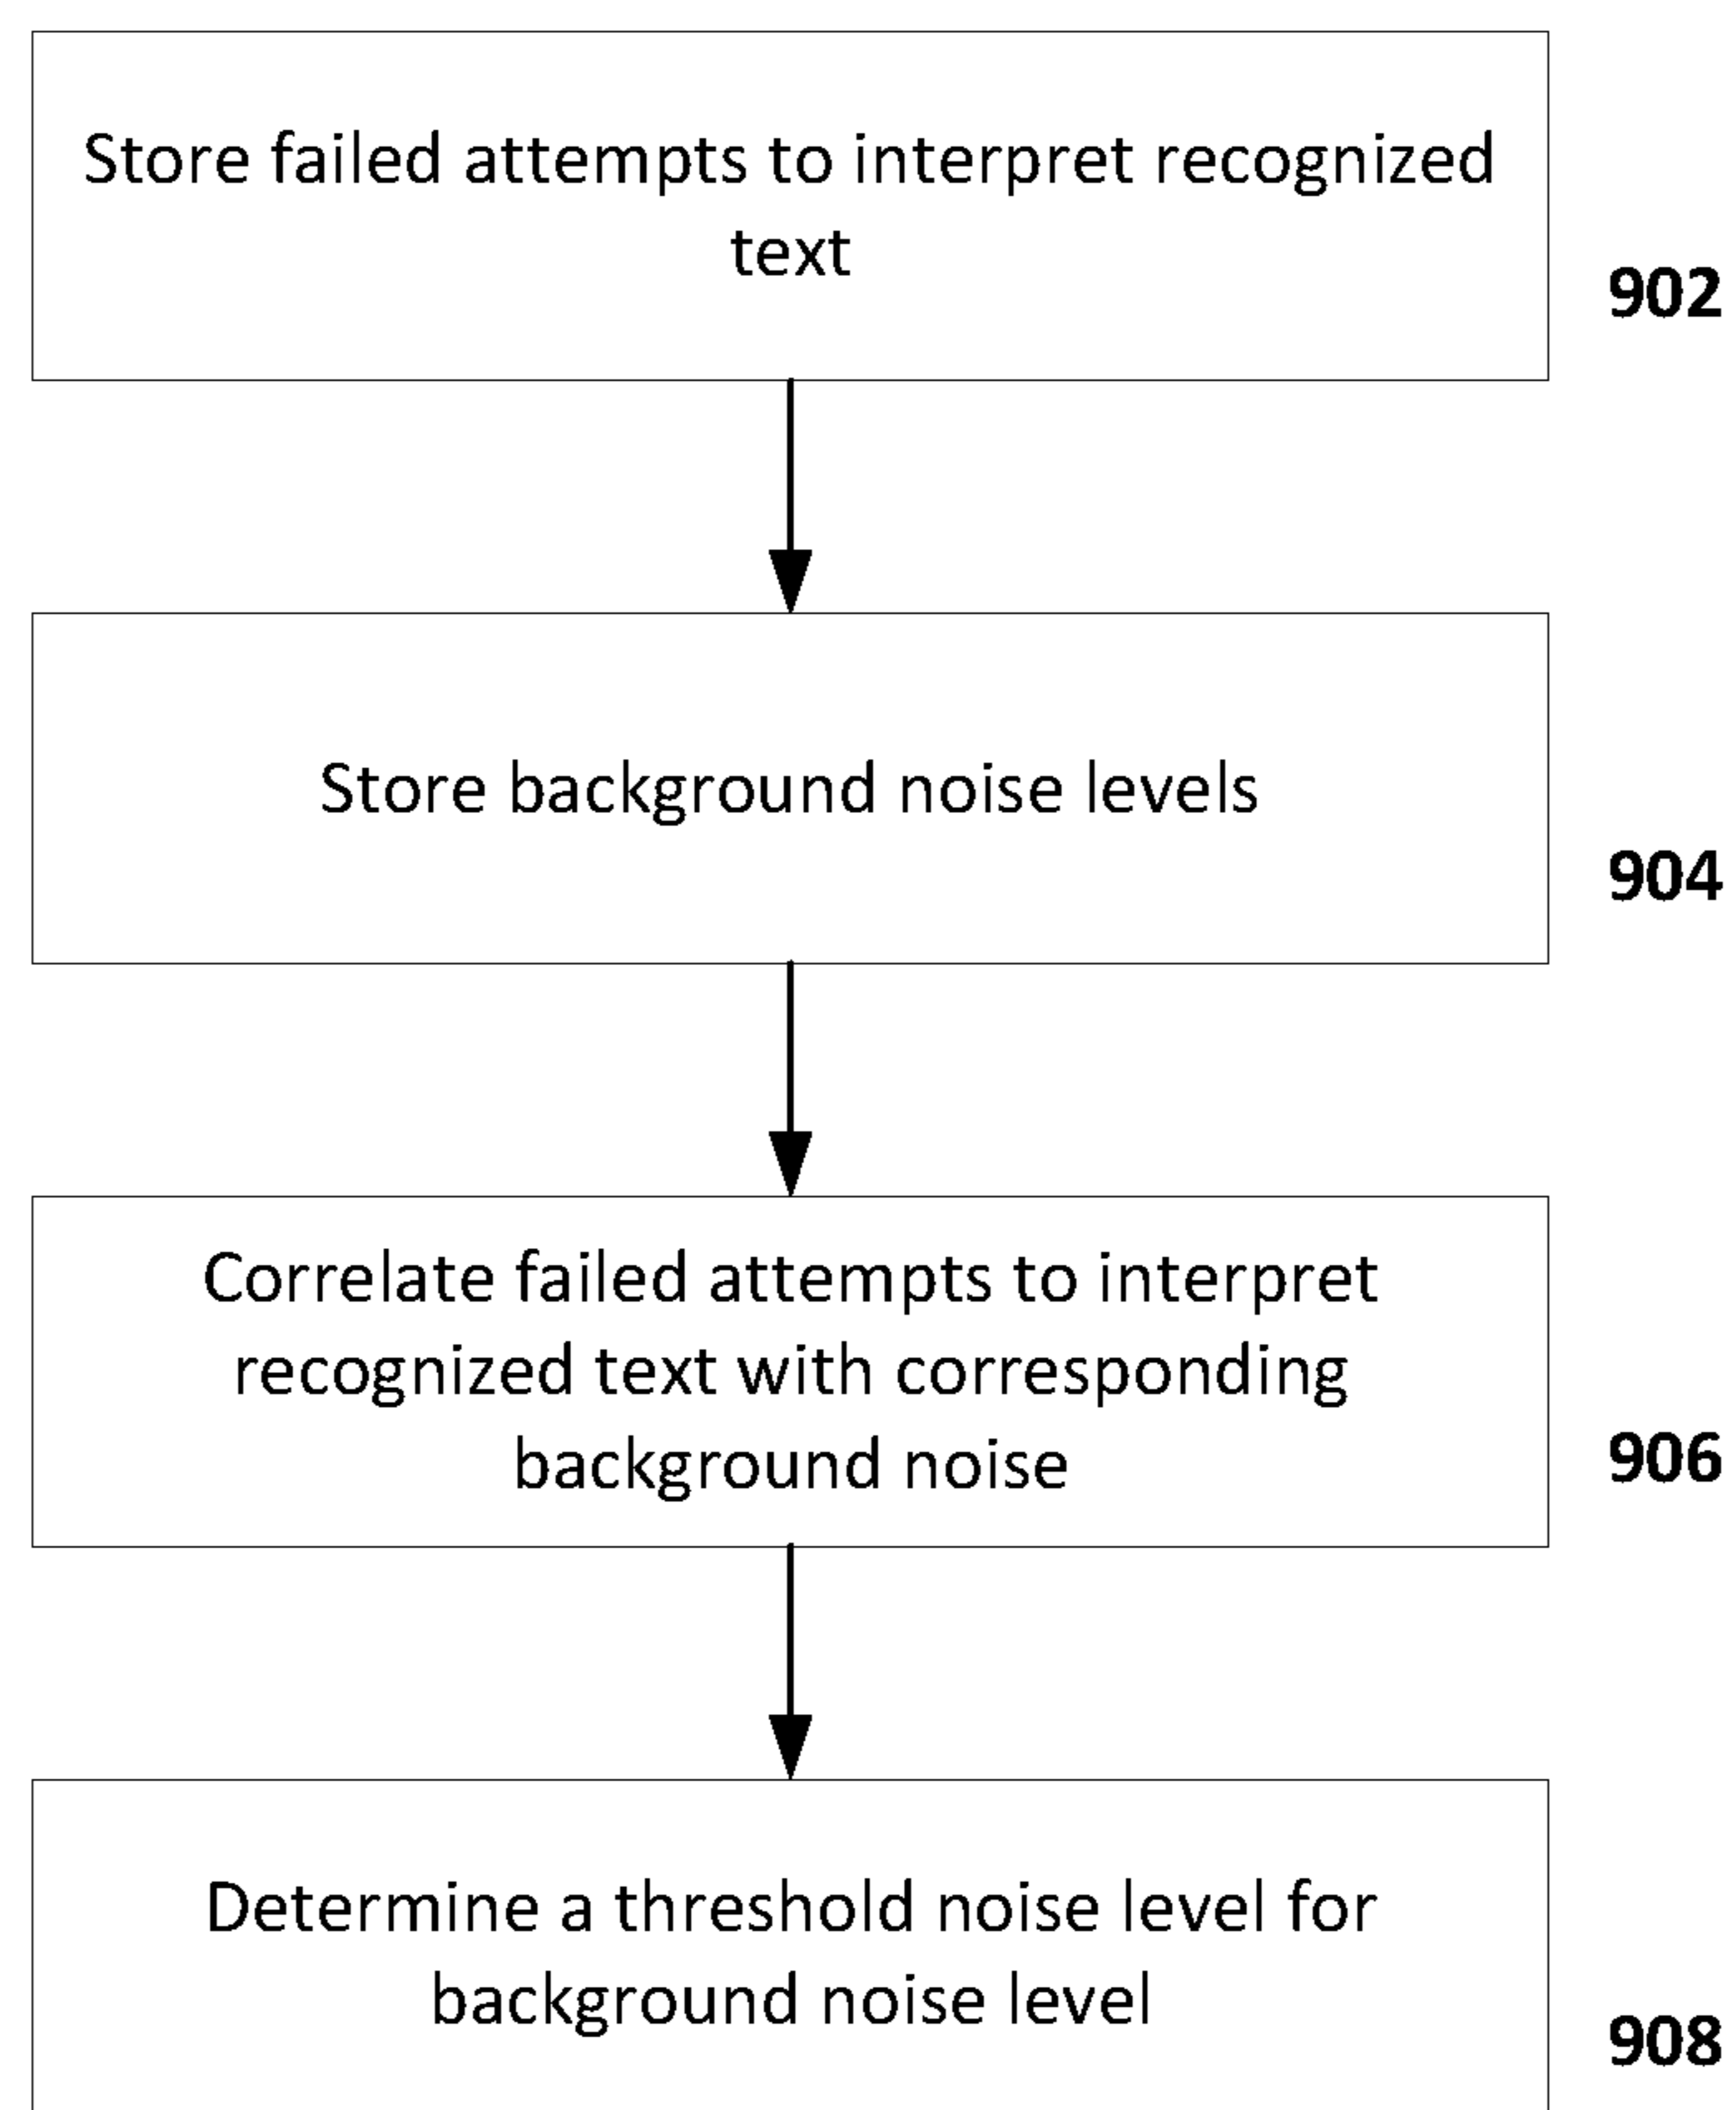 Store failed attempts to interpret recognized
text
902
Store background noise levels
904
Correlate failed attempts to interpret
recognized text with corresponding
background noise
906
Determine a threshold noise level for
background noise level
908